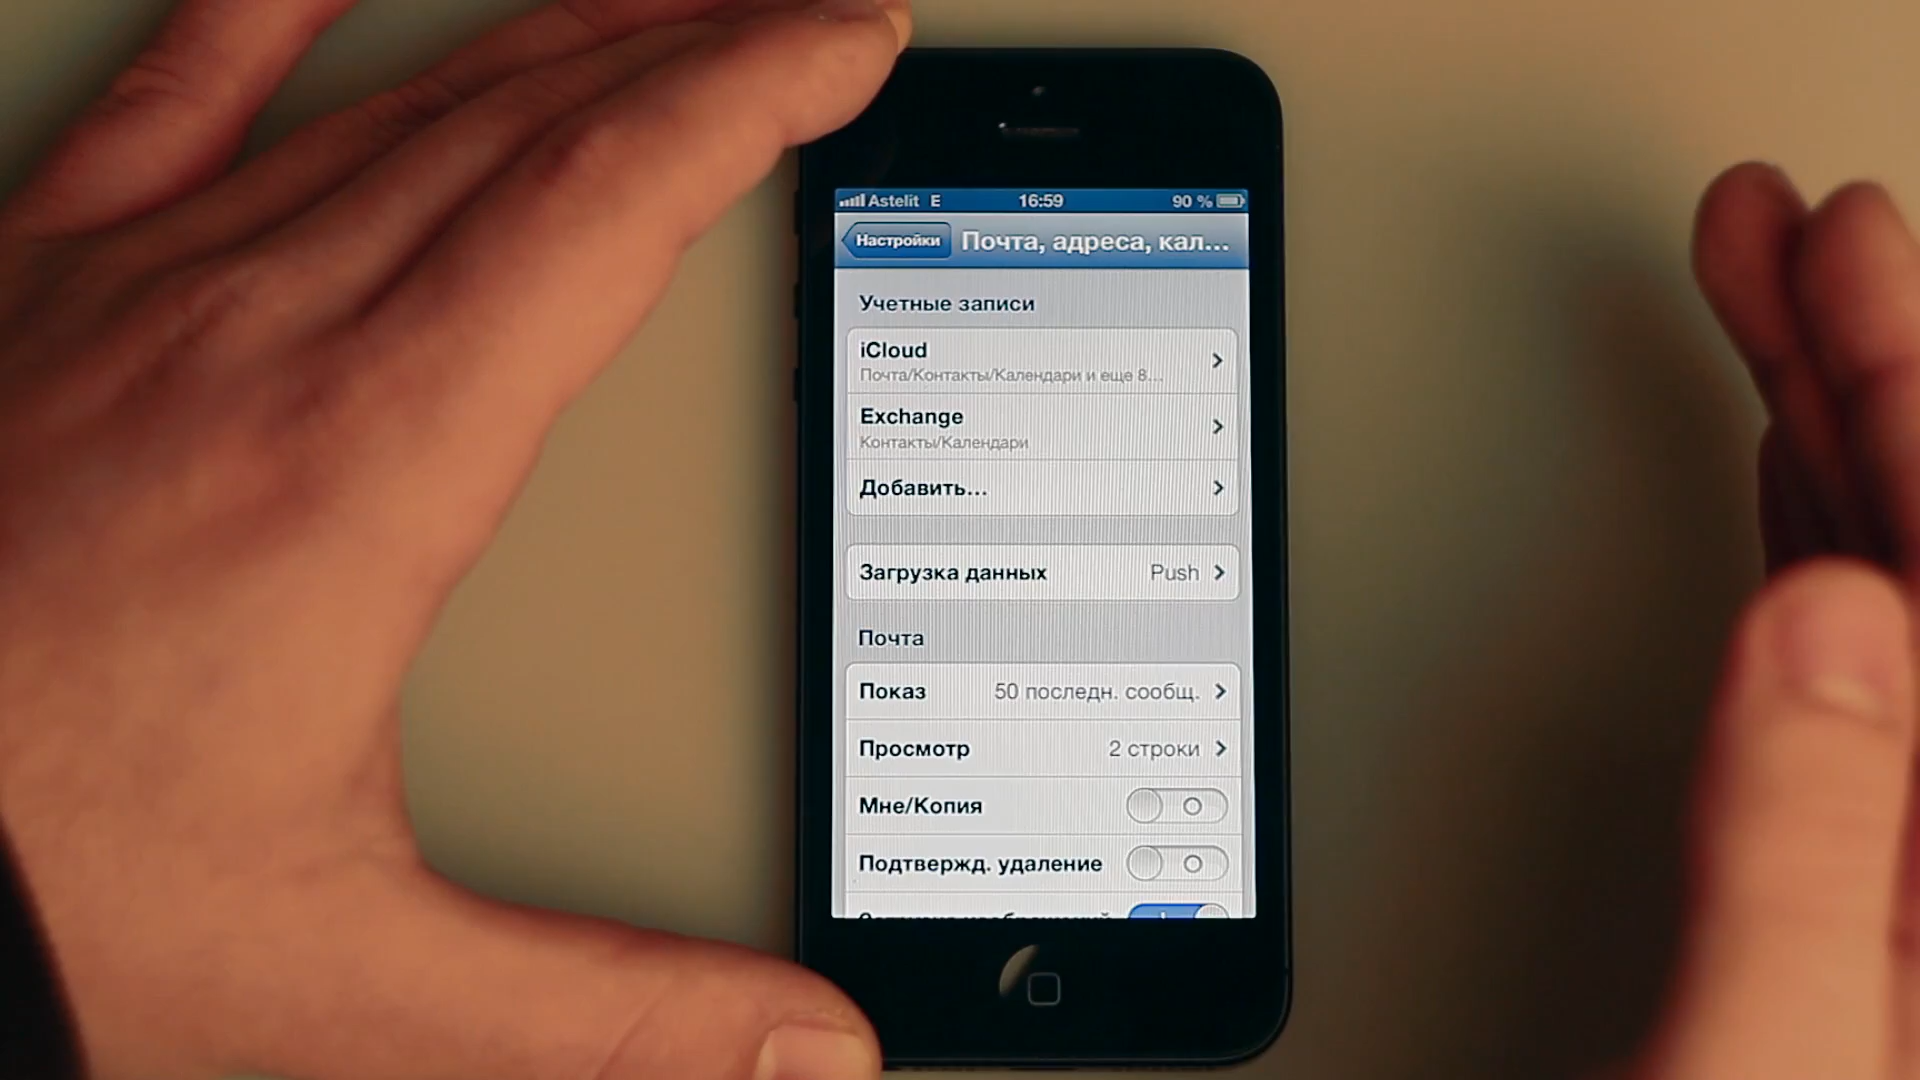 Astelit E 16:59 90 %
Настройки Почта, адреса, кал...
Учетные записи
iCloud
Почта/Контакты/Календари и еще 8...
Exchange
Контакты/Календари
Добавить...
Загрузка данных Push
Почта
Показ 50 последн. сообщ.
Просмотр 2 строки
Мне/Копия
Подтвержд. удаление